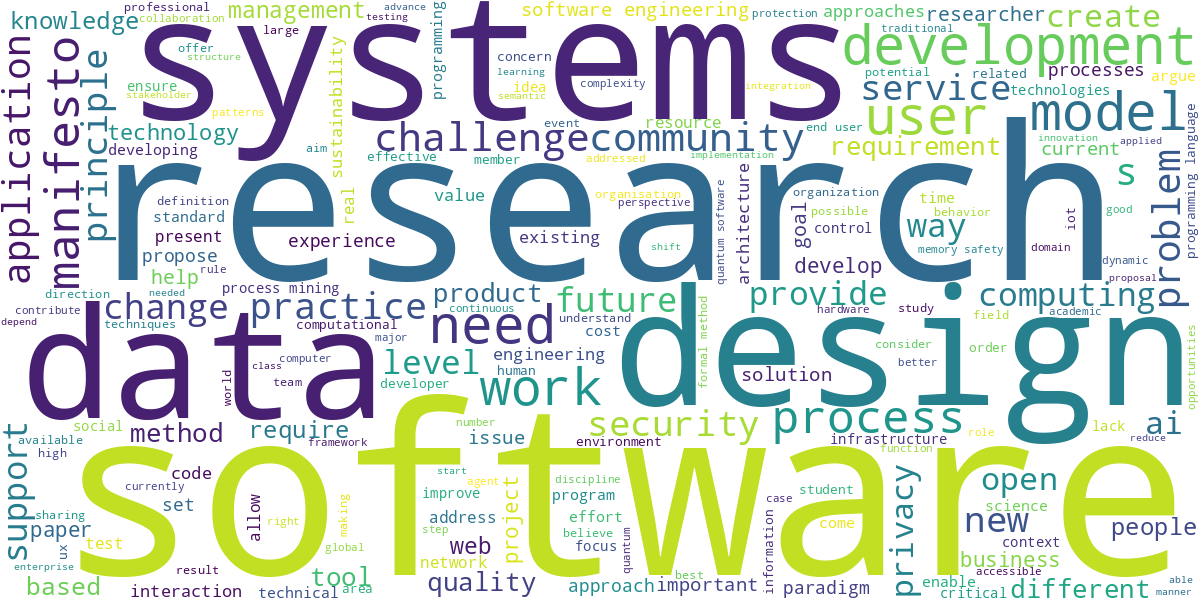 professional
collaboration
advance
testing
large
knowledge
management
software engineering
protection
approaches
researcher
create
traditional
offer
structure
systems
programming
concern
learning
idea
semantic
complexity
integration
development
potential
related
processes
technologies
argue
application
manifesto
principle
ensure
stakeholder
patterns
sustainability
service
user
model
technology
developing
challenge
community
event
resource
end user
requirement
innovation
applied
current
programming language
aim
effective
member
addressed
implementation
s
research
definition
standard
present
propose
help
rule
real
value
experience
existing
organisation
perspective
shift
quantum software
architecture
organization
possible
control
goal
develop
time
behavior
way
memory safety
domain
iot
good
dynamic
proposal
problem
direction
needed
contribute
depend
techniques
process mining
change
practice
computational
major
product
continuous
need
understand
cost
future
formal method
provide
hardware
study
computing
field
academic
data
world
class
computer
team
level
developer
engineering
human
work
design
solution
consider
better
order
opportunities
software
support
social
available
high
method
require
framework
number
issue
security
environment
process
infrastructure
function
role
lack
ai
reduce
currently
code
set
allow
right
making
start
agent
improve
address
step
discipline
program
project
effort
believe
focus
quantum
case
information
student
come
privacy
open
science
new
context
people
sharing
paper
ux
test
enterprise
based
result
interaction
technical
global
tool
area
web
network
quality
approach
best
important
paradigm
business
accessible
enable
critical
different
able
manner